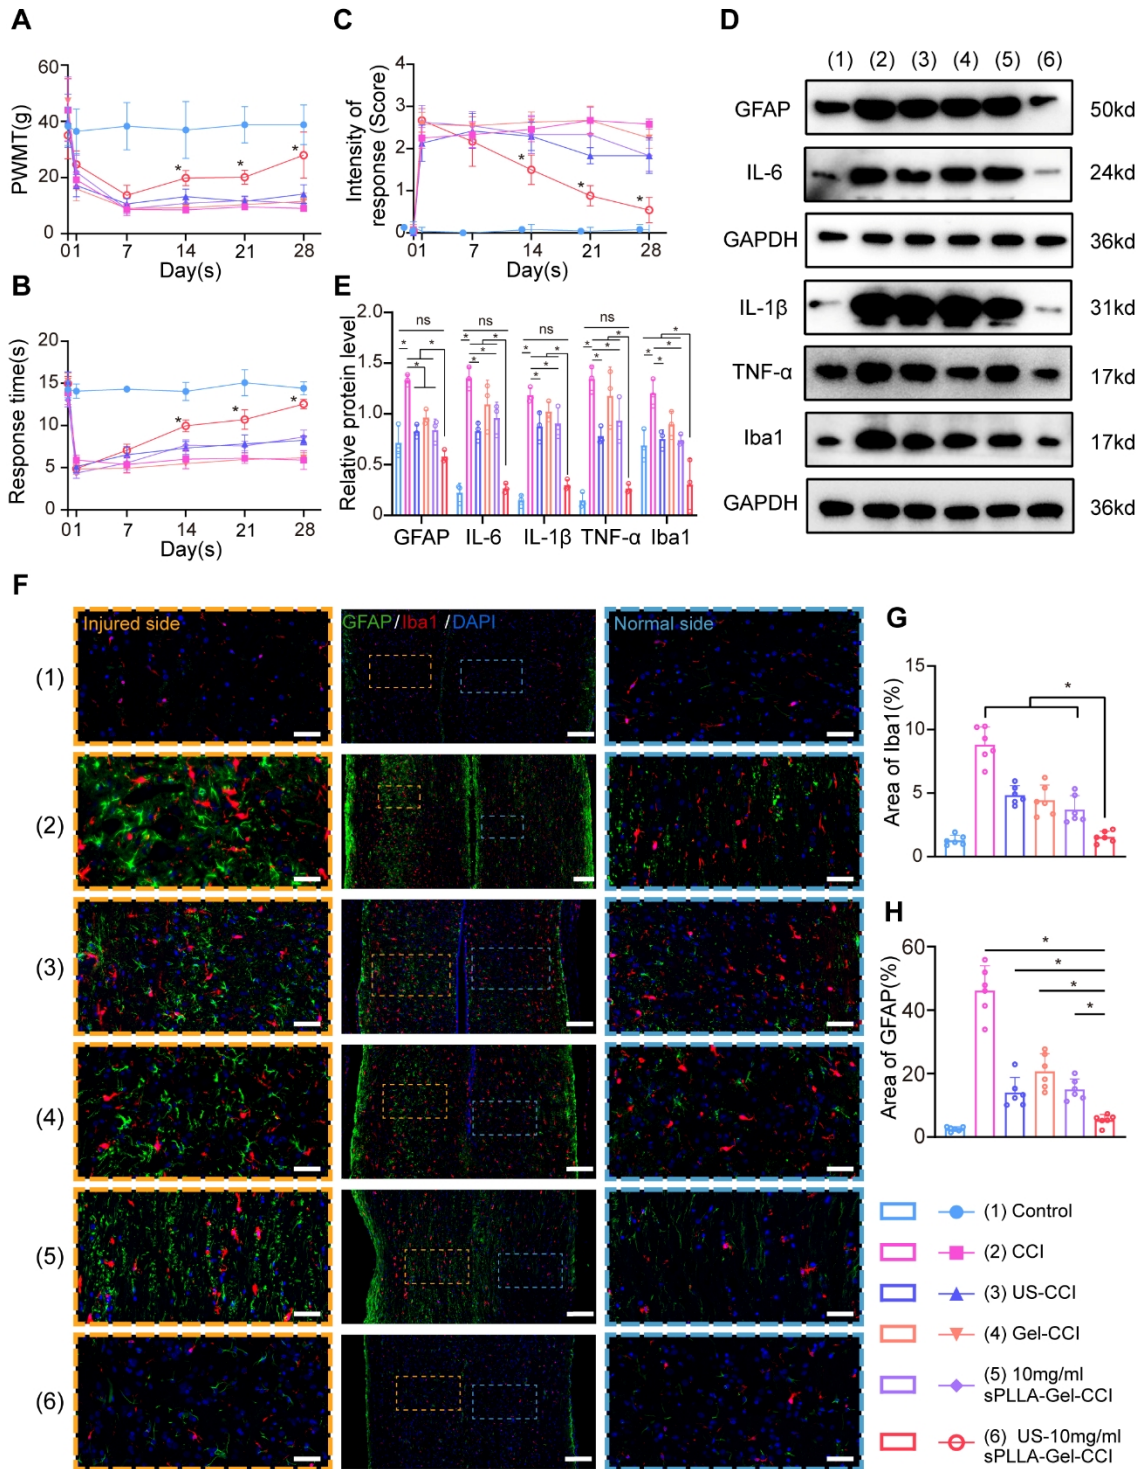 A
PWMT(g)
60
40
20
0
* * *
0 1 7 14 21 28
Day(s)
B
Response time(s)
20
15
10
5
0
* * *
0 1 7 14 21 28
Day(s)
C
Intensity of
response (Score)
4
3
2
1
0
* * *
0 1 7 14 21 28
Day(s)
D
(1) (2) (3) (4) (5) (6)
GFAP 50kd
IL-6 24kd
GAPDH 36kd
IL-1β 31kd
TNF-α 17kd
Iba1 17kd
GAPDH 36kd
E
Relative protein level
2.0
1.5
1.0
0.5
0
ns ns ns ns
GFAP IL-6 IL-1β TNF-α Iba1
F
Injured side
GFAP/Iba1 /DAPI
Normal side
(1)
(2)
(3)
(4)
(5)
(6)
G
Area of Iba1(%)
15
10
5
0
*
H
Area of GFAP(%)
60
40
20
0
*
*
*
*
(1) Control
(2) CCI
(3) US-CCI
(4) Gel-CCI
(5) 10mg/ml
sPLLA-Gel-CCI
(6) US-10mg/ml
sPLLA-Gel-CCI